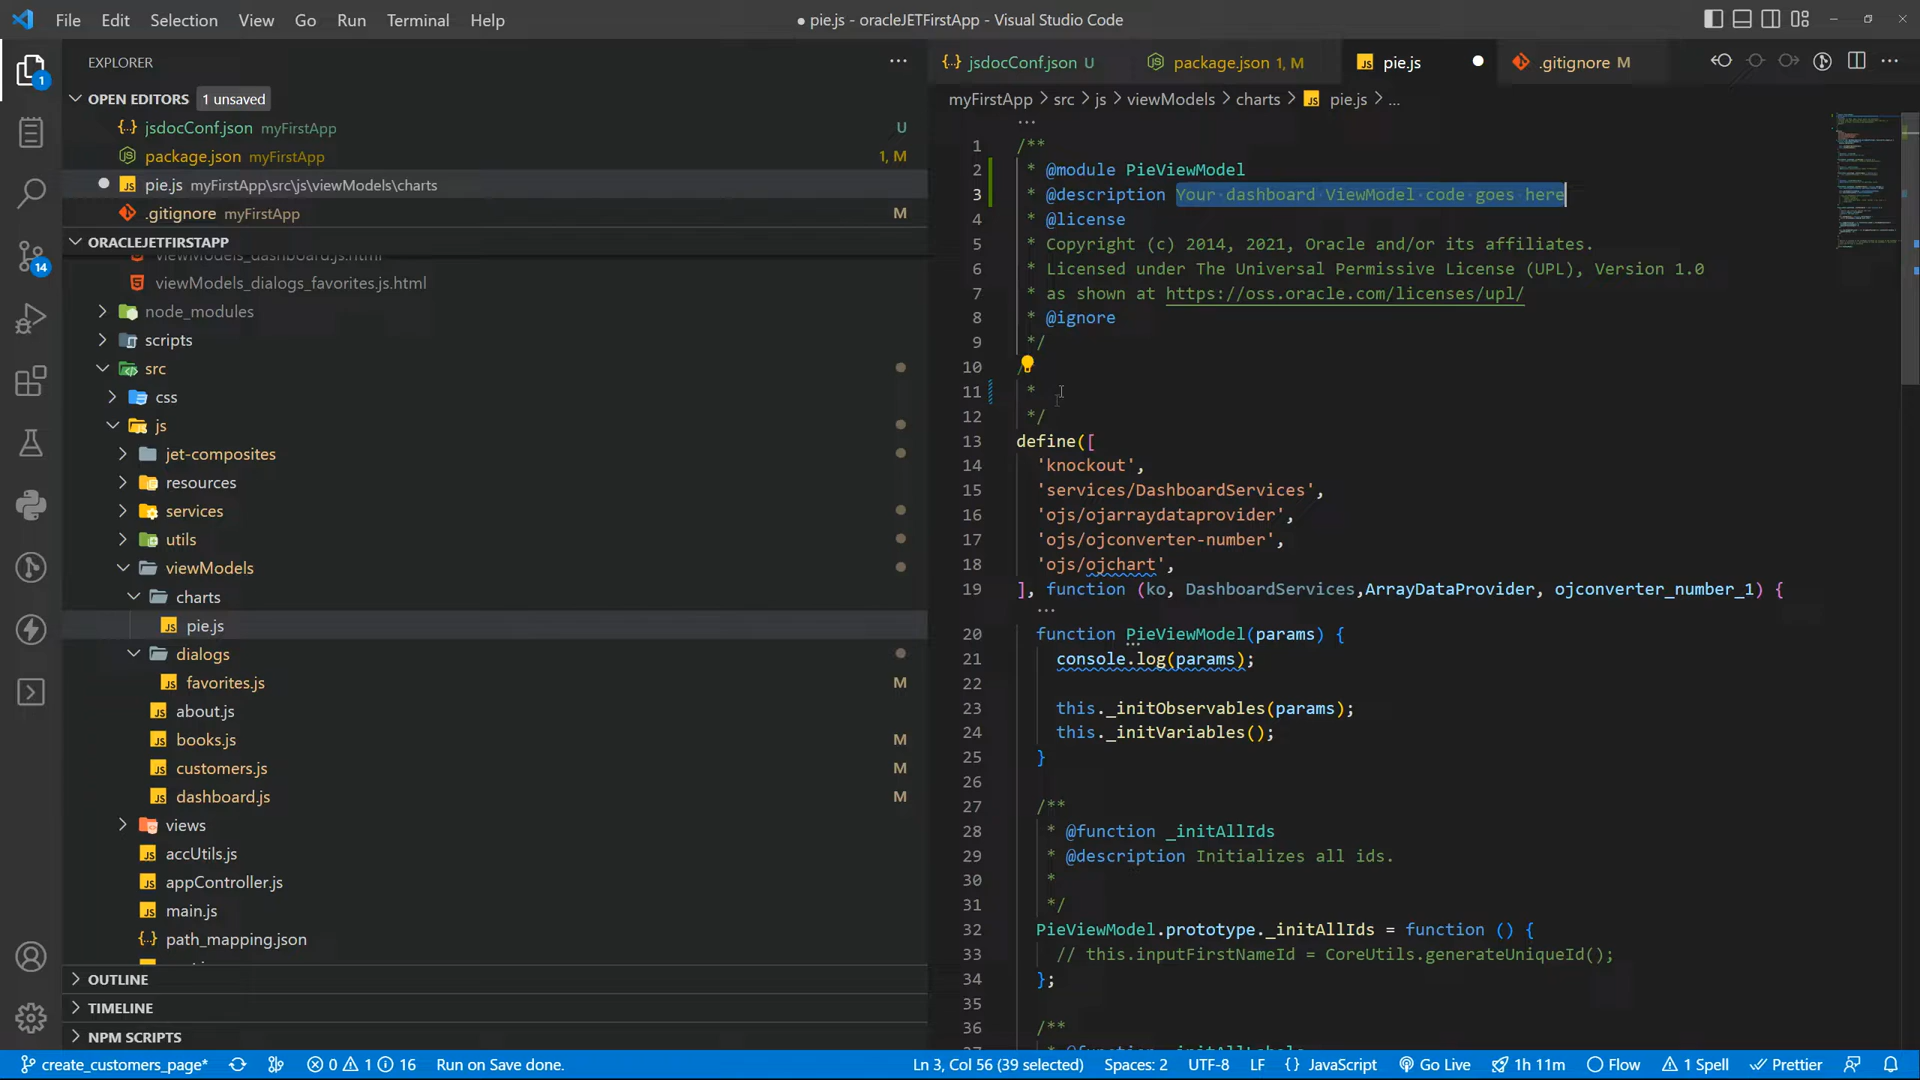 File Edit Selection View Go Run Terminal Help
● pie.js - oracleJETFirstApp - Visual Studio Code
EXPLORER
OPEN EDITORS 1 unsaved
jsdocConf.json myFirstApp U
package.json myFirstApp 1, M
pie.js myFirstApp\src\js\viewModels\charts
.gitignore myFirstApp M
ORACLEJETFIRSTAPP
viewModels_dashboard.js.html
viewModels_dialogs_favorites.js.html
node_modules
scripts
src
css
js
jet-composites
resources
services
utils
viewModels
charts
pie.js
dialogs
favorites.js M
about.js
books.js M
customers.js M
dashboard.js M
views
accUtils.js
appController.js
main.js
path_mapping.json
OUTLINE
TIMELINE
NPM SCRIPTS
1
14
jsdocConf.json U package.json 1, M pie.js ● .gitignore M
myFirstApp > src > js > viewModels > charts > pie.js > ...
1 /**
2 * @module PieViewModel
3 * @description Your dashboard ViewModel code goes here
4 * @license
5 * Copyright (c) 2014, 2021, Oracle and/or its affiliates.
6 * Licensed under The Universal Permissive License (UPL), Version 1.0
7 * as shown at https://oss.oracle.com/licenses/upl/
8 * @ignore
9 */
10 /
11 *
12 */
13 define([
14 'knockout',
15 'services/DashboardServices',
16 'ojs/ojarraydataprovider',
17 'ojs/ojconverter-number',
18 'ojs/ojchart',
19 ], function (ko, DashboardServices,ArrayDataProvider, ojconverter_number_1) {
20 function PieViewModel(params) {
21 console.log(params);
22
23 this._initObservables(params);
24 this._initVariables();
25 }
26
27 /**
28 * @function _initAllIds
29 * @description Initializes all ids.
30 *
31 */
32 PieViewModel.prototype._initAllIds = function () {
33 // this.inputFirstNameId = CoreUtils.generateUniqueId();
34 };
35
36 /**
37 * @function _initAllLabels
create_customers_page* 0 1 16 Run on Save done. Ln 3, Col 56 (39 selected) Spaces: 2 UTF-8 LF {} JavaScript Go Live 1h 11m Flow 1 Spell Prettier